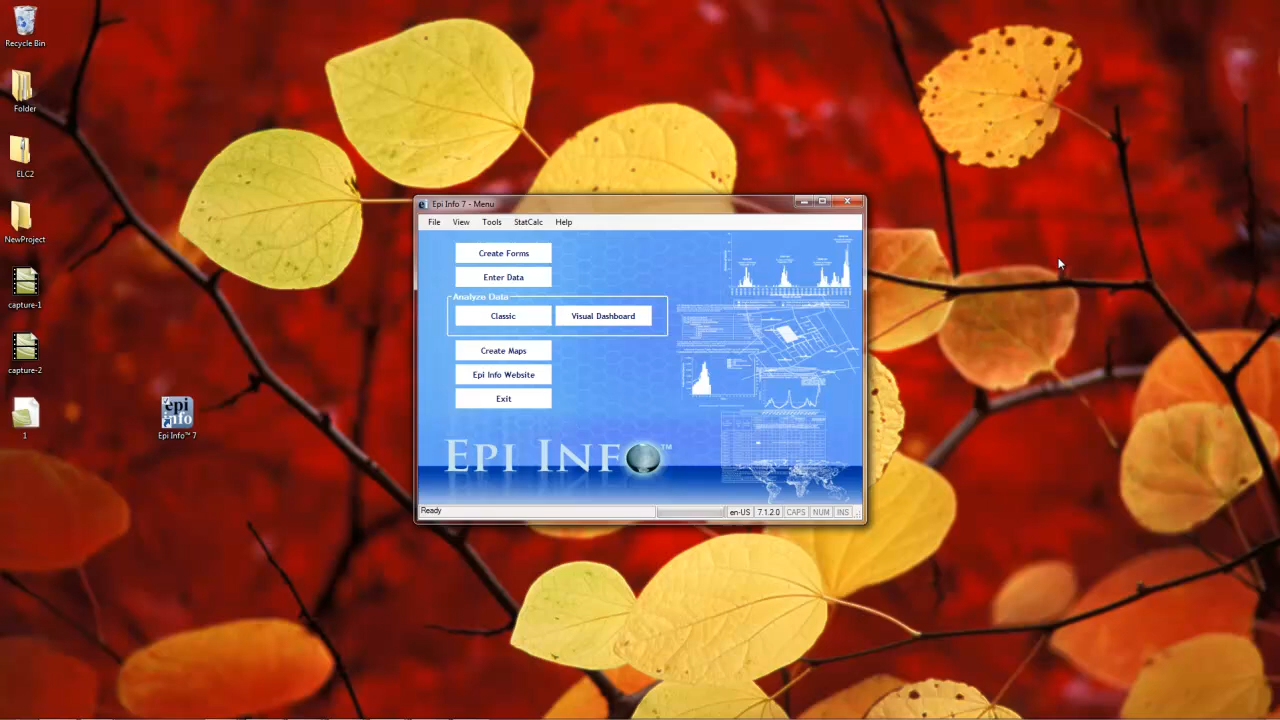 Recycle Bin
Folder
ELC2
NewProject
capture-1
capture-2
1
Epi Info™ 7
Epi Info 7 - Menu
File View Tools StatCalc Help
Create Forms
Enter Data
Analyze Data
Classic Visual Dashboard
Create Maps
Epi Info Website
Exit
EPI INFO™
Ready en-US 7.1.2.0 CAPS NUM INS
epi
info